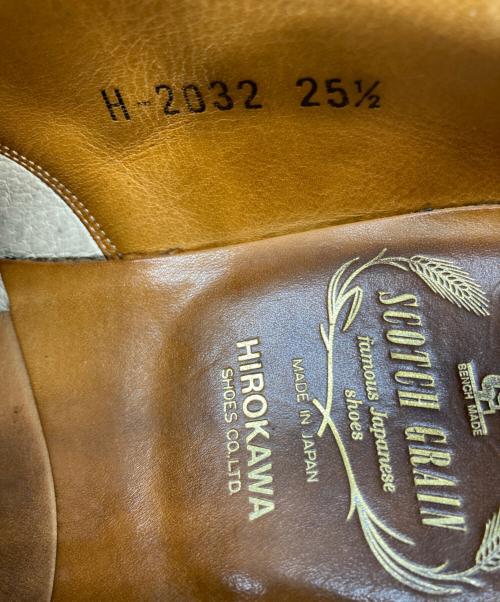 H-2032 25½
BENCH MADE
SCOTCH GRAIN
famous Japanese
shoes
MADE IN JAPAN
HIROKAWA
SHOES CO.,LTD.